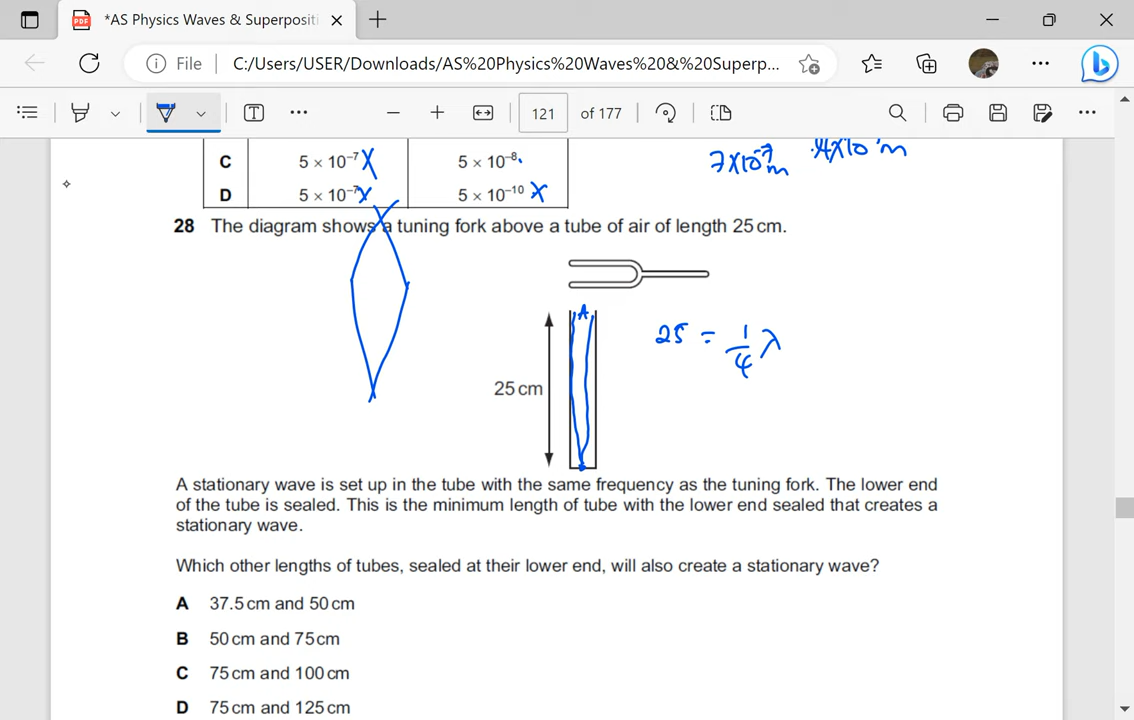 *AS Physics Waves & Superpositi
File
C:/Users/USER/Downloads/AS%20Physics%20Waves%20&%20Superp...
121 of 177
C 5 × 10⁻⁷ X 5 × 10⁻⁸
7×10⁻⁷ m
D 5 × 10⁻⁷ x 5 × 10⁻¹⁰ X
28 The diagram shows a tuning fork above a tube of air of length 25 cm.
A
25 = 1/4 λ
25 cm
A stationary wave is set up in the tube with the same frequency as the tuning fork. The lower end
of the tube is sealed. This is the minimum length of tube with the lower end sealed that creates a
stationary wave.
Which other lengths of tubes, sealed at their lower end, will also create a stationary wave?
A 37.5 cm and 50 cm
B 50 cm and 75 cm
C 75 cm and 100 cm
D 75 cm and 125 cm